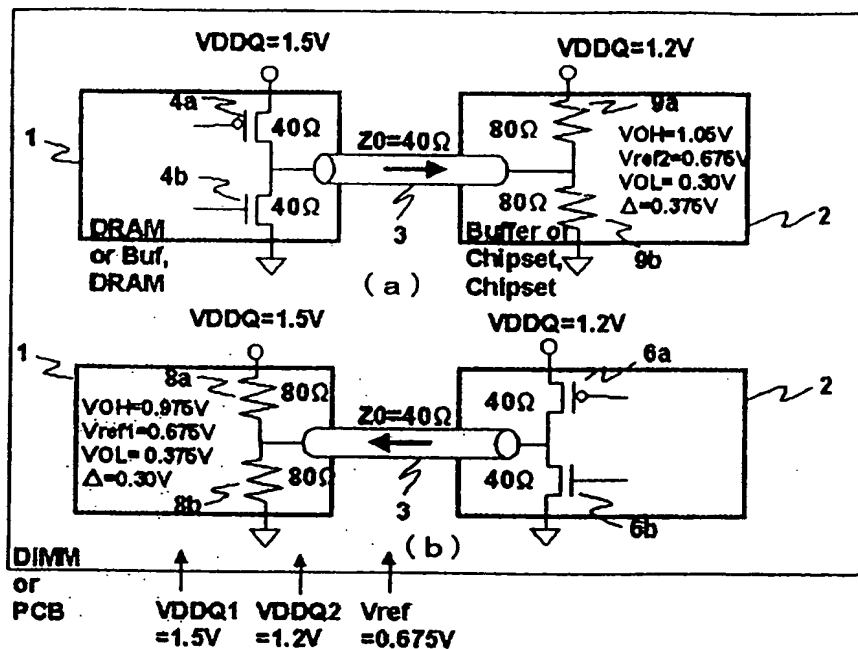 VDDQ=1.5V VDDQ=1.2V
4a
40Ω
1
4b
40Ω
Z0=40Ω
3
DRAM
or Buf,
DRAM
9a
80Ω
80Ω
VOH=1.05V
Vref2=0.675V
VOL= 0.30V
Δ=0.375V
2
9b
Buffer or
Chipset,
Chipset
(a)
VDDQ=1.5V VDDQ=1.2V
1
8a
80Ω
VOH=0.975V
Vref1=0.675V
VOL= 0.375V
Δ=0.30V
8b
80Ω
Z0=40Ω
3
6a
40Ω
40Ω
2
6b
(b)
DIMM
or
PCB
VDDQ1
=1.5V
VDDQ2
=1.2V
Vref
=0.675V